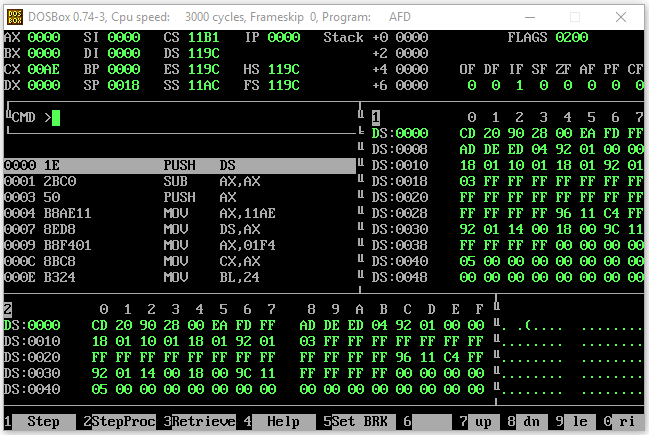 DOSBox 0.74-3, Cpu speed: 3000 cycles, Frameskip 0, Program: AFD
AX 0000 SI 0000 CS 11B1 IP 0000 Stack +0 0000 FLAGS 0200
BX 0000 DI 0000 DS 119C +2 0000
CX 00AE BP 0000 ES 119C HS 119C +4 0000 OF DF IF SF ZF AF PF CF
DX 0000 SP 0018 SS 11AC FS 119C +6 0000 0 0 1 0 0 0 0 0
CMD > 1 0 1 2 3 4 5 6 7
DS:0000 CD 20 90 28 00 EA FD FF
DS:0008 AD DE ED 04 92 01 00 00
0000 1E PUSH DS DS:0010 18 01 10 01 18 01 92 01
0001 2BC0 SUB AX,AX DS:0018 03 FF FF FF FF FF FF FF
0003 50 PUSH AX DS:0020 FF FF FF FF FF FF FF FF
0004 B8AE11 MOV AX,11AE DS:0028 FF FF FF FF 96 11 C4 FF
0007 8ED8 MOV DS,AX DS:0030 92 01 14 00 18 00 9C 11
0009 B8F401 MOV AX,01F4 DS:0038 FF FF FF FF 00 00 00 00
000C 8BC8 MOV CX,AX DS:0040 05 00 00 00 00 00 00 00
000E B324 MOV BL,24 DS:0048 00 00 00 00 00 00 00 00
2 0 1 2 3 4 5 6 7 8 9 A B C D E F
DS:0000 CD 20 90 28 00 EA FD FF AD DE ED 04 92 01 00 00 . .(.... ........
DS:0010 18 01 10 01 18 01 92 01 03 FF FF FF FF FF FF FF ........ ........
DS:0020 FF FF FF FF FF FF FF FF FF FF FF FF 96 11 C4 FF ........ ........
DS:0030 92 01 14 00 18 00 9C 11 FF FF FF FF 00 00 00 00 ........ ........
DS:0040 05 00 00 00 00 00 00 00 00 00 00 00 00 00 00 00 ........ ........
1 Step 2 StepProc 3 Retrieve 4 Help 5 Set BRK 6 7 up 8 dn 9 le 0 ri